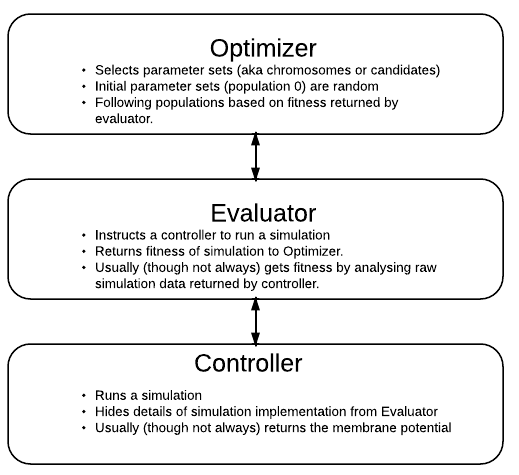 Optimizer
• Selects parameter sets (aka chromosomes or candidates)
• Initial parameter sets (population 0) are random
• Following populations based on fitness returned by
evaluator.
Evaluator
• Instructs a controller to run a simulation
• Returns fitness of simulation to Optimizer.
• Usually (though not always) gets fitness by analysing raw
simulation data returned by controller.
Controller
• Runs a simulation
• Hides details of simulation implementation from Evaluator
• Usually (though not always) returns the membrane potential